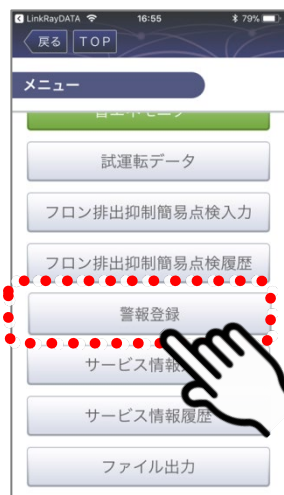 LinkRayDATA 16:55 79%
戻る TOP
メニュー
試運転データ
フロン排出抑制簡易点検入力
フロン排出抑制簡易点検履歴
警報登録
サービス情報
サービス情報履歴
ファイル出力